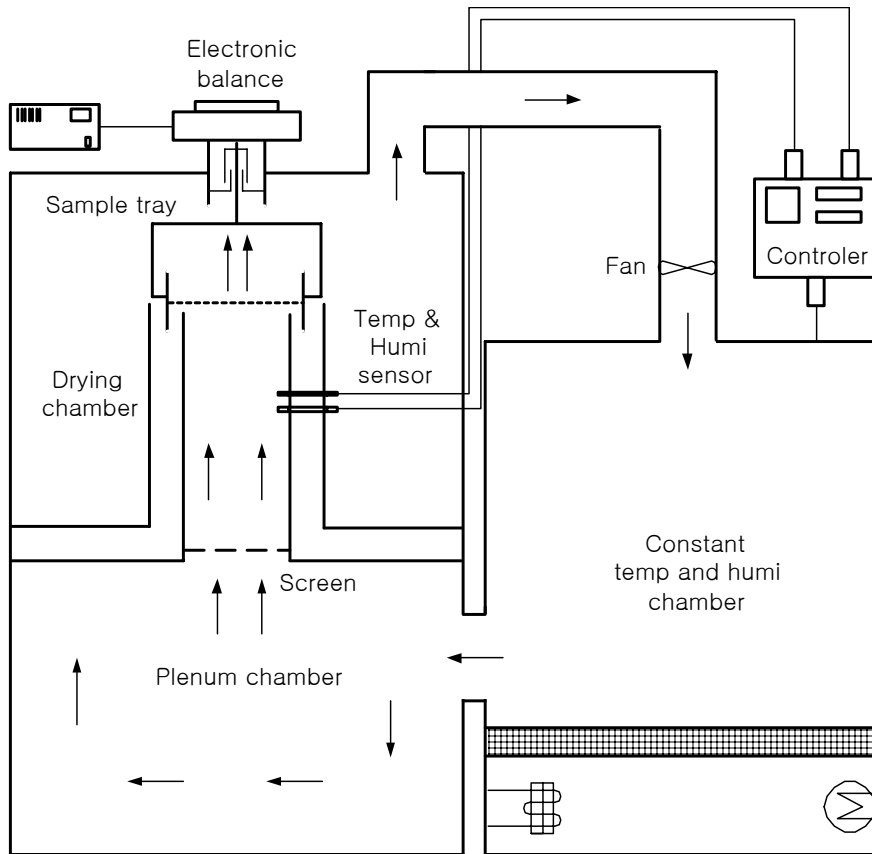 Electronic
balance
Sample tray
Controler
Fan
Temp &
Humi
sensor
Drying
chamber
Constant
temp and humi
chamber
Screen
Plenum chamber
M